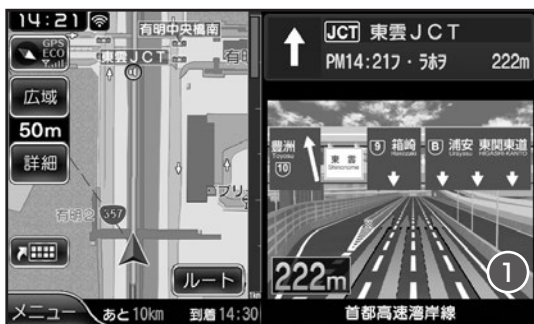 14:21
有明中央橋南
GPS
ECO
東雲JCT
有
広域
50m
詳細
有明2
357
ルート
メニュー
あと10km
到着14:30
JCT 東雲JCT
PM14:21フ・ラホヲ 222m
豊洲
Toyosu
10
東雲
Shinonome
9 箱崎
Hakozaki
B 浦安 東関東道
Urayasu HIGASHI-KANTO
222m
1
首都高速湾岸線